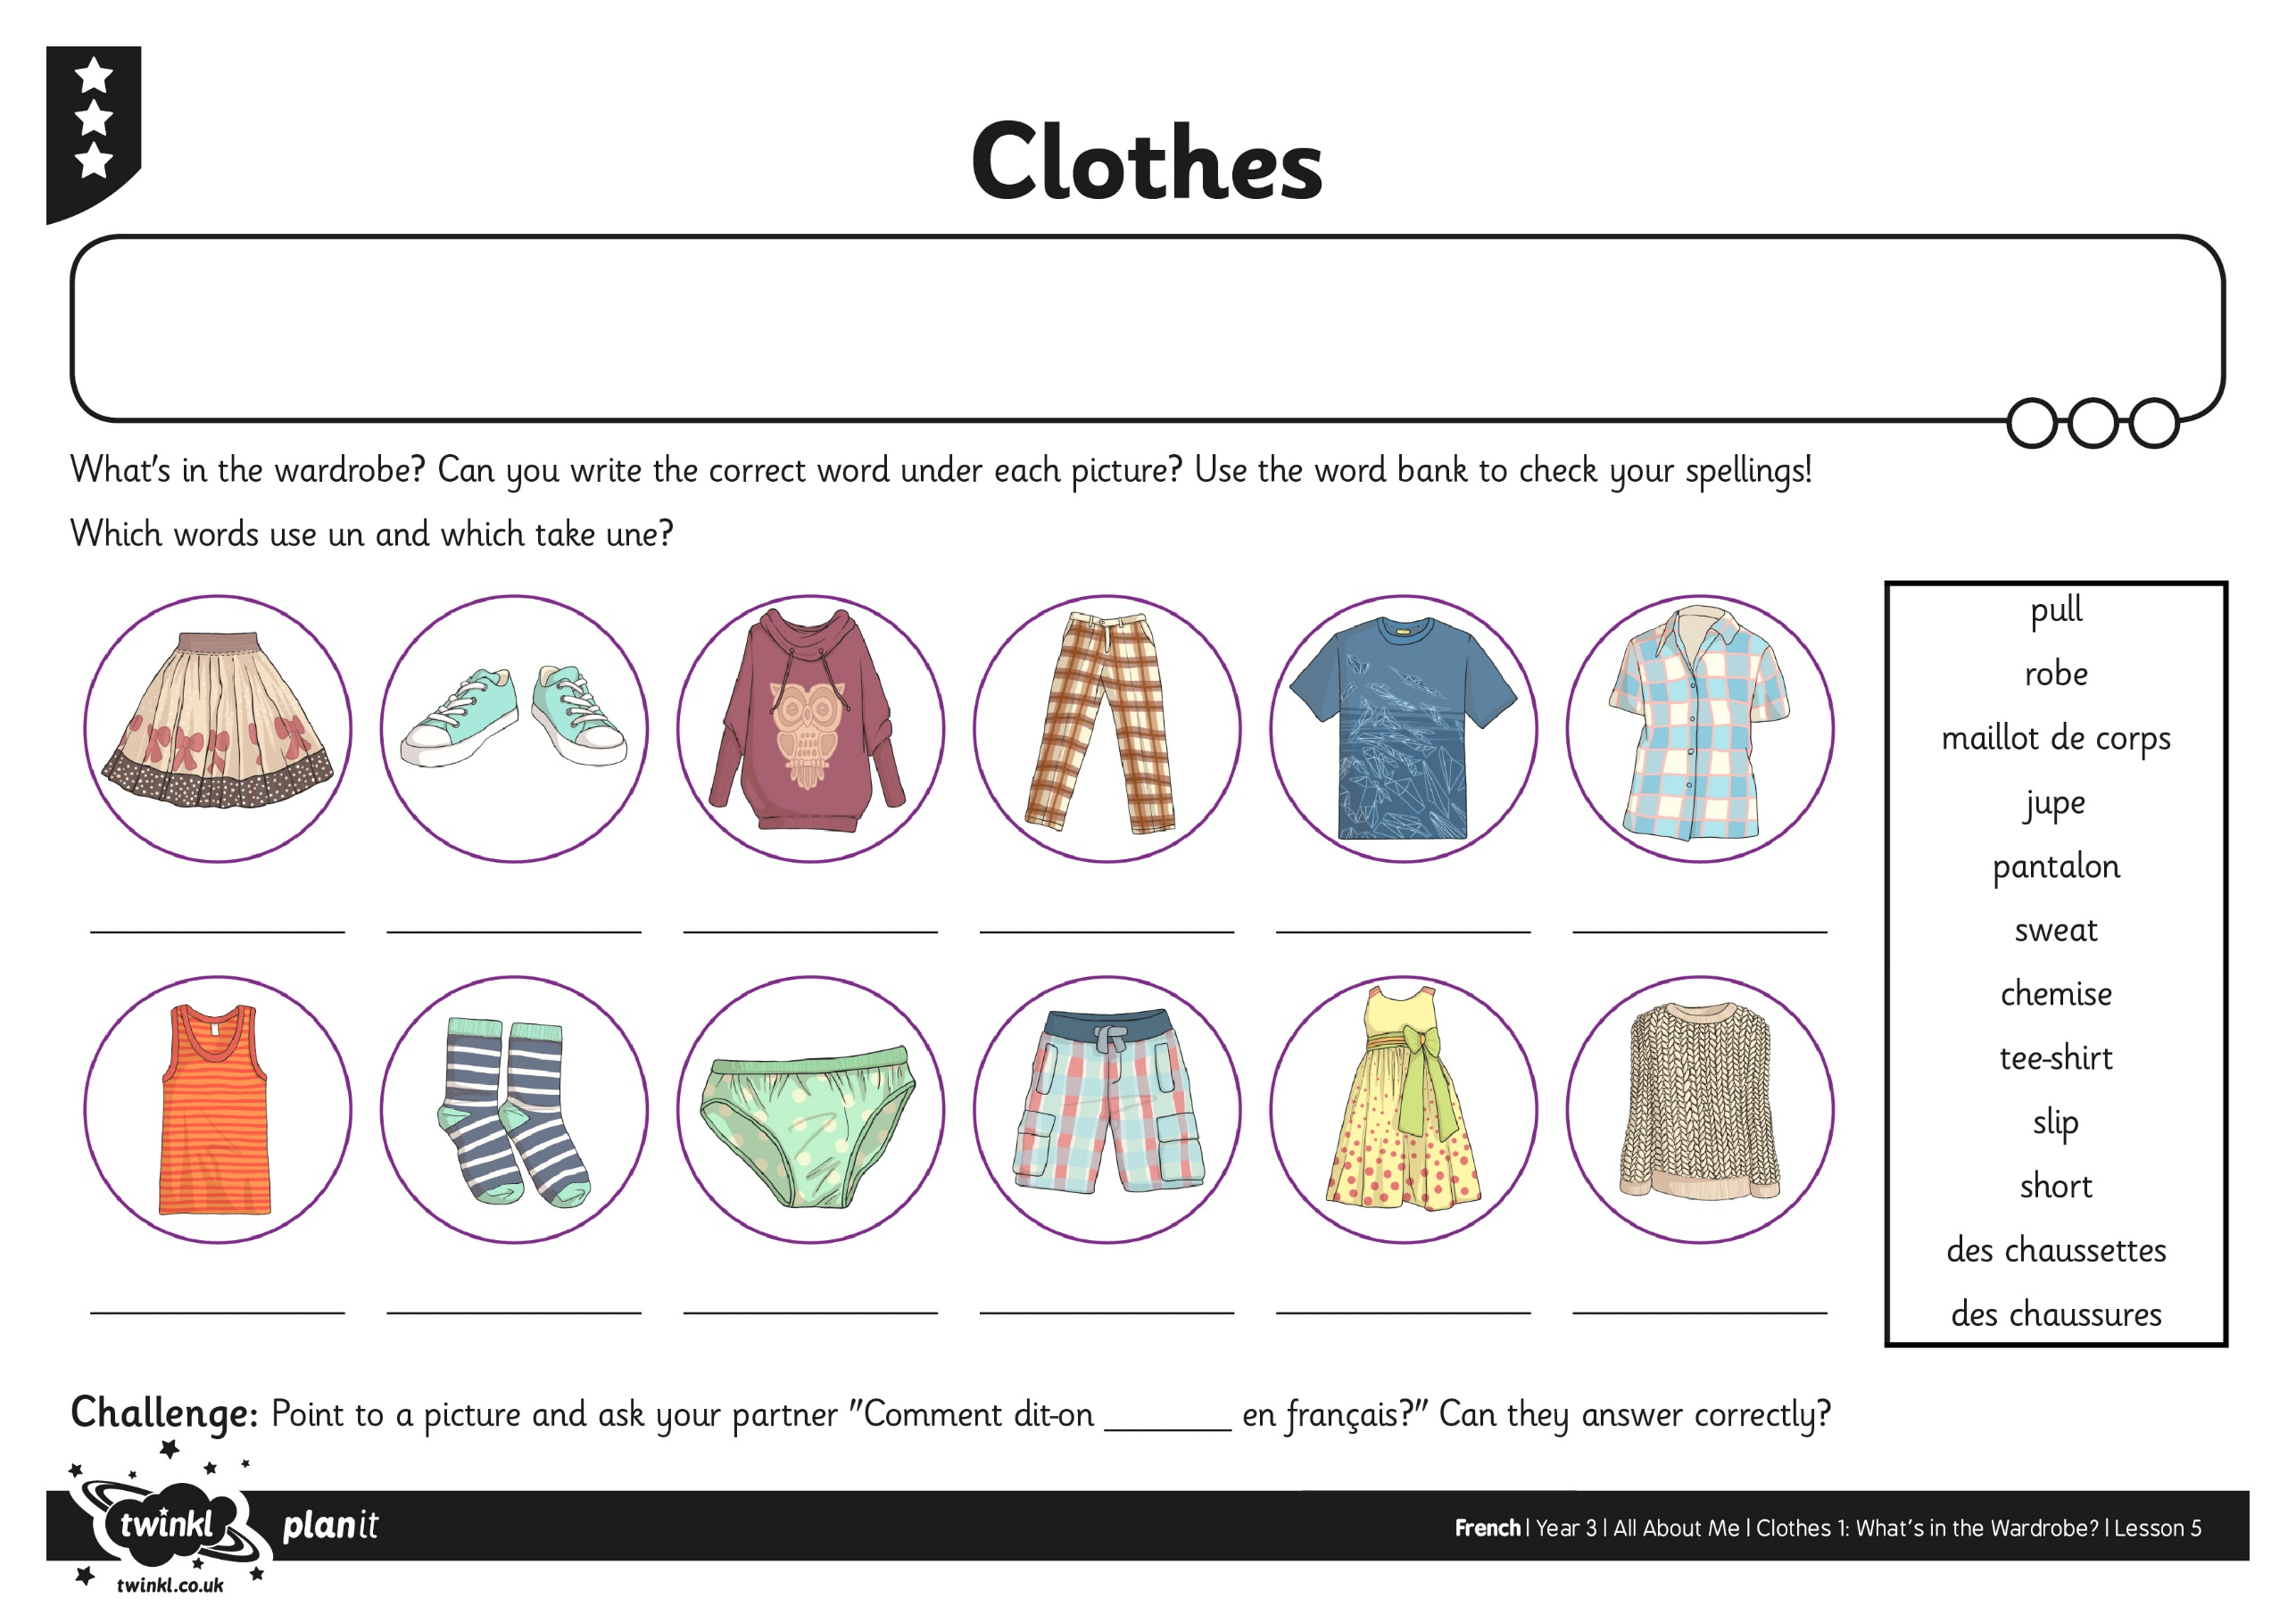 Clothes
What's in the wardrobe? Can you write the correct word under each picture? Use the word bank to check your spellings!
Which words use un and which take une?
pull
robe
maillot de corps
jupe
pantalon
sweat
chemise
tee-shirt
slip
short
des chaussettes
des chaussures
Challenge: Point to a picture and ask your partner "Comment dit-on _______ en français?" Can they answer correctly?
twinkl planit
French | Year 3 | All About Me | Clothes 1: What's in the Wardrobe? | Lesson 5
twinkl.co.uk